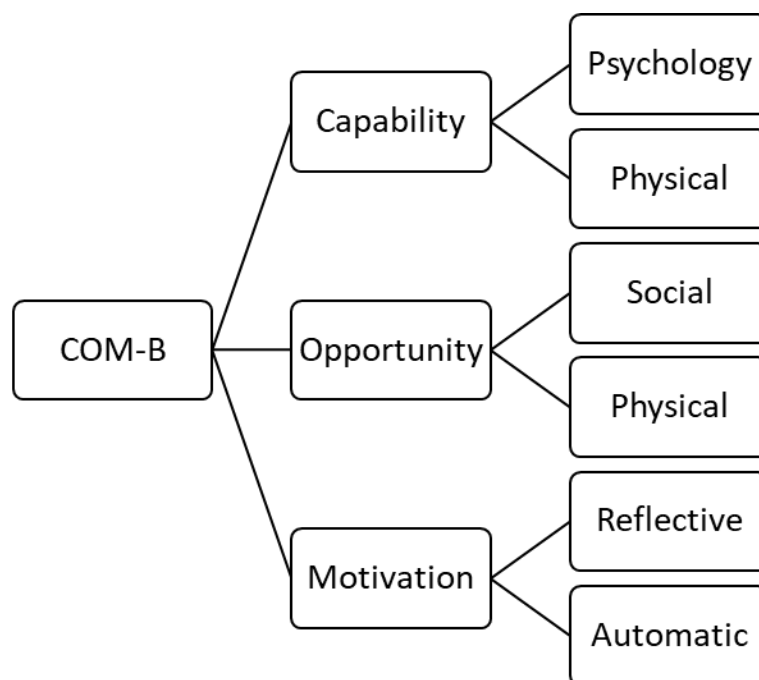 Psychology
Capability
Physical
Social
COM-B
Opportunity
Physical
Reflective
Motivation
Automatic